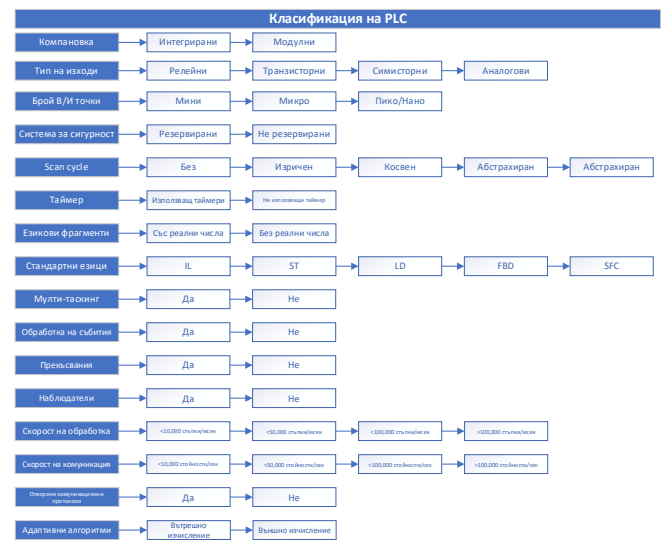 Класификация на PLC
Компановка Интегрирани Модулни
Тип на изходи Релейни Транзисторни Симисторни Аналогови
Брой В/И точки Мини Микро Пико/Нано
Система за сигурност Резервирани Не резервирани
Scan cycle Без Изричен Косвен Абстрахиран Абстрахиран
Таймер Използващ таймери Не използващи таймер
Езикови фрагменти Със реални числа Без реални числа
Стандартни езици IL ST LD FBD SFC
Мулти-таскинг Да Не
Обработка на събития Да Не
Прекъсвания Да Не
Наблюдатели Да Не
Скорост на обработка <10,000 стъпки/мсек <50,000 стъпки/мсек <100,000 стъпки/мсек >100,000 стъпки/мсек
Скорост на комуникация <10,000 стойности/сек <50,000 стойности/сек <100,000 стойности/сек >100,000 стойности/сек
Отворени комуникационни
протоколи Да Не
Адаптивни алгоритми Вътрешно
изчисление Външно изчисление